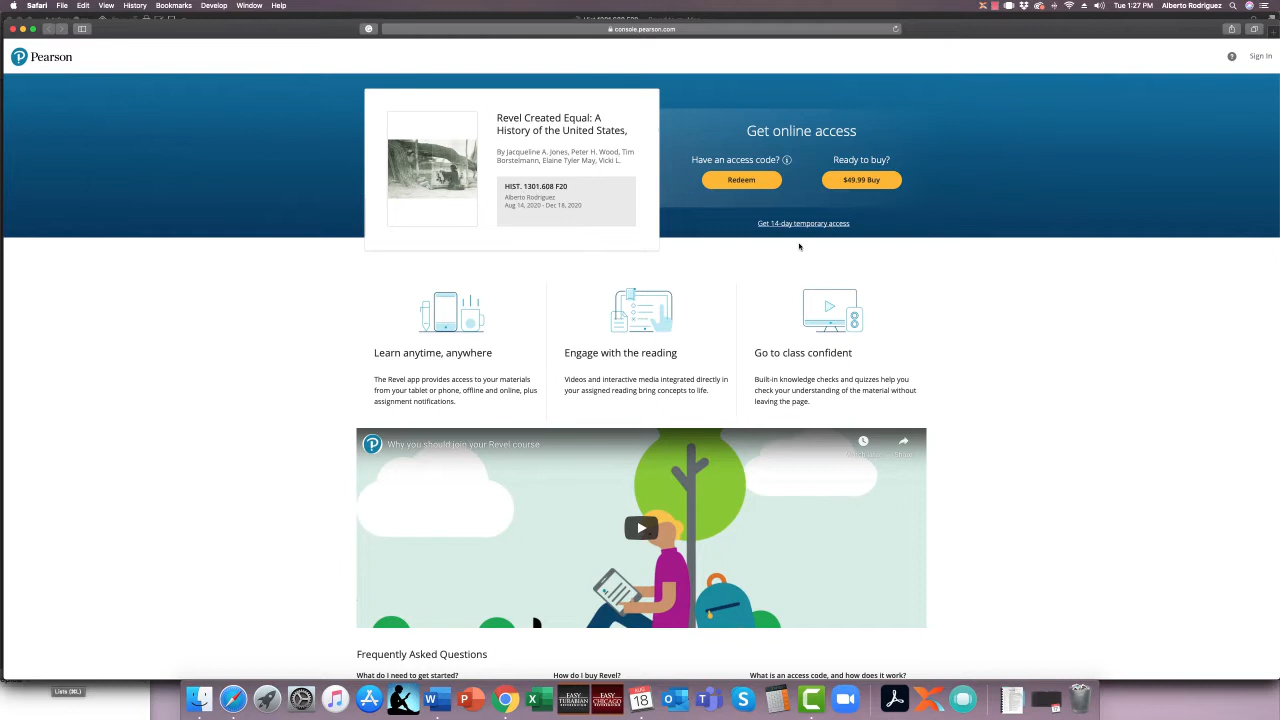 Safari File Edit View History Bookmarks Develop Window Help
Tue 1:27 PM Alberto Rodriguez
console.pearson.com
Pearson
Sign In
Revel Created Equal: A
History of the United States,
By Jacqueline A. Jones, Peter H. Wood, Tim
Borstelmann, Elaine Tyler May, Vicki L.
HIST. 1301.608 F20
Alberto Rodriguez
Aug 14, 2020 - Dec 18, 2020
Get online access
Have an access code?
Ready to buy?
Redeem
$49.99 Buy
Get 14-day temporary access
Learn anytime, anywhere
The Revel app provides access to your materials
from your tablet or phone, offline and online, plus
assignment notifications.
Engage with the reading
Videos and interactive media integrated directly in
your assigned reading bring concepts to life.
Go to class confident
Built-in knowledge checks and quizzes help you
check your understanding of the material without
leaving the page.
Why you should join your Revel course
Share
Frequently Asked Questions
What do I need to get started?
How do I buy Revel?
What is an access code, and how does it work?
Lists (⌘L)
EASY
TURABIAN
EASY
CHICAGO
AUG
18